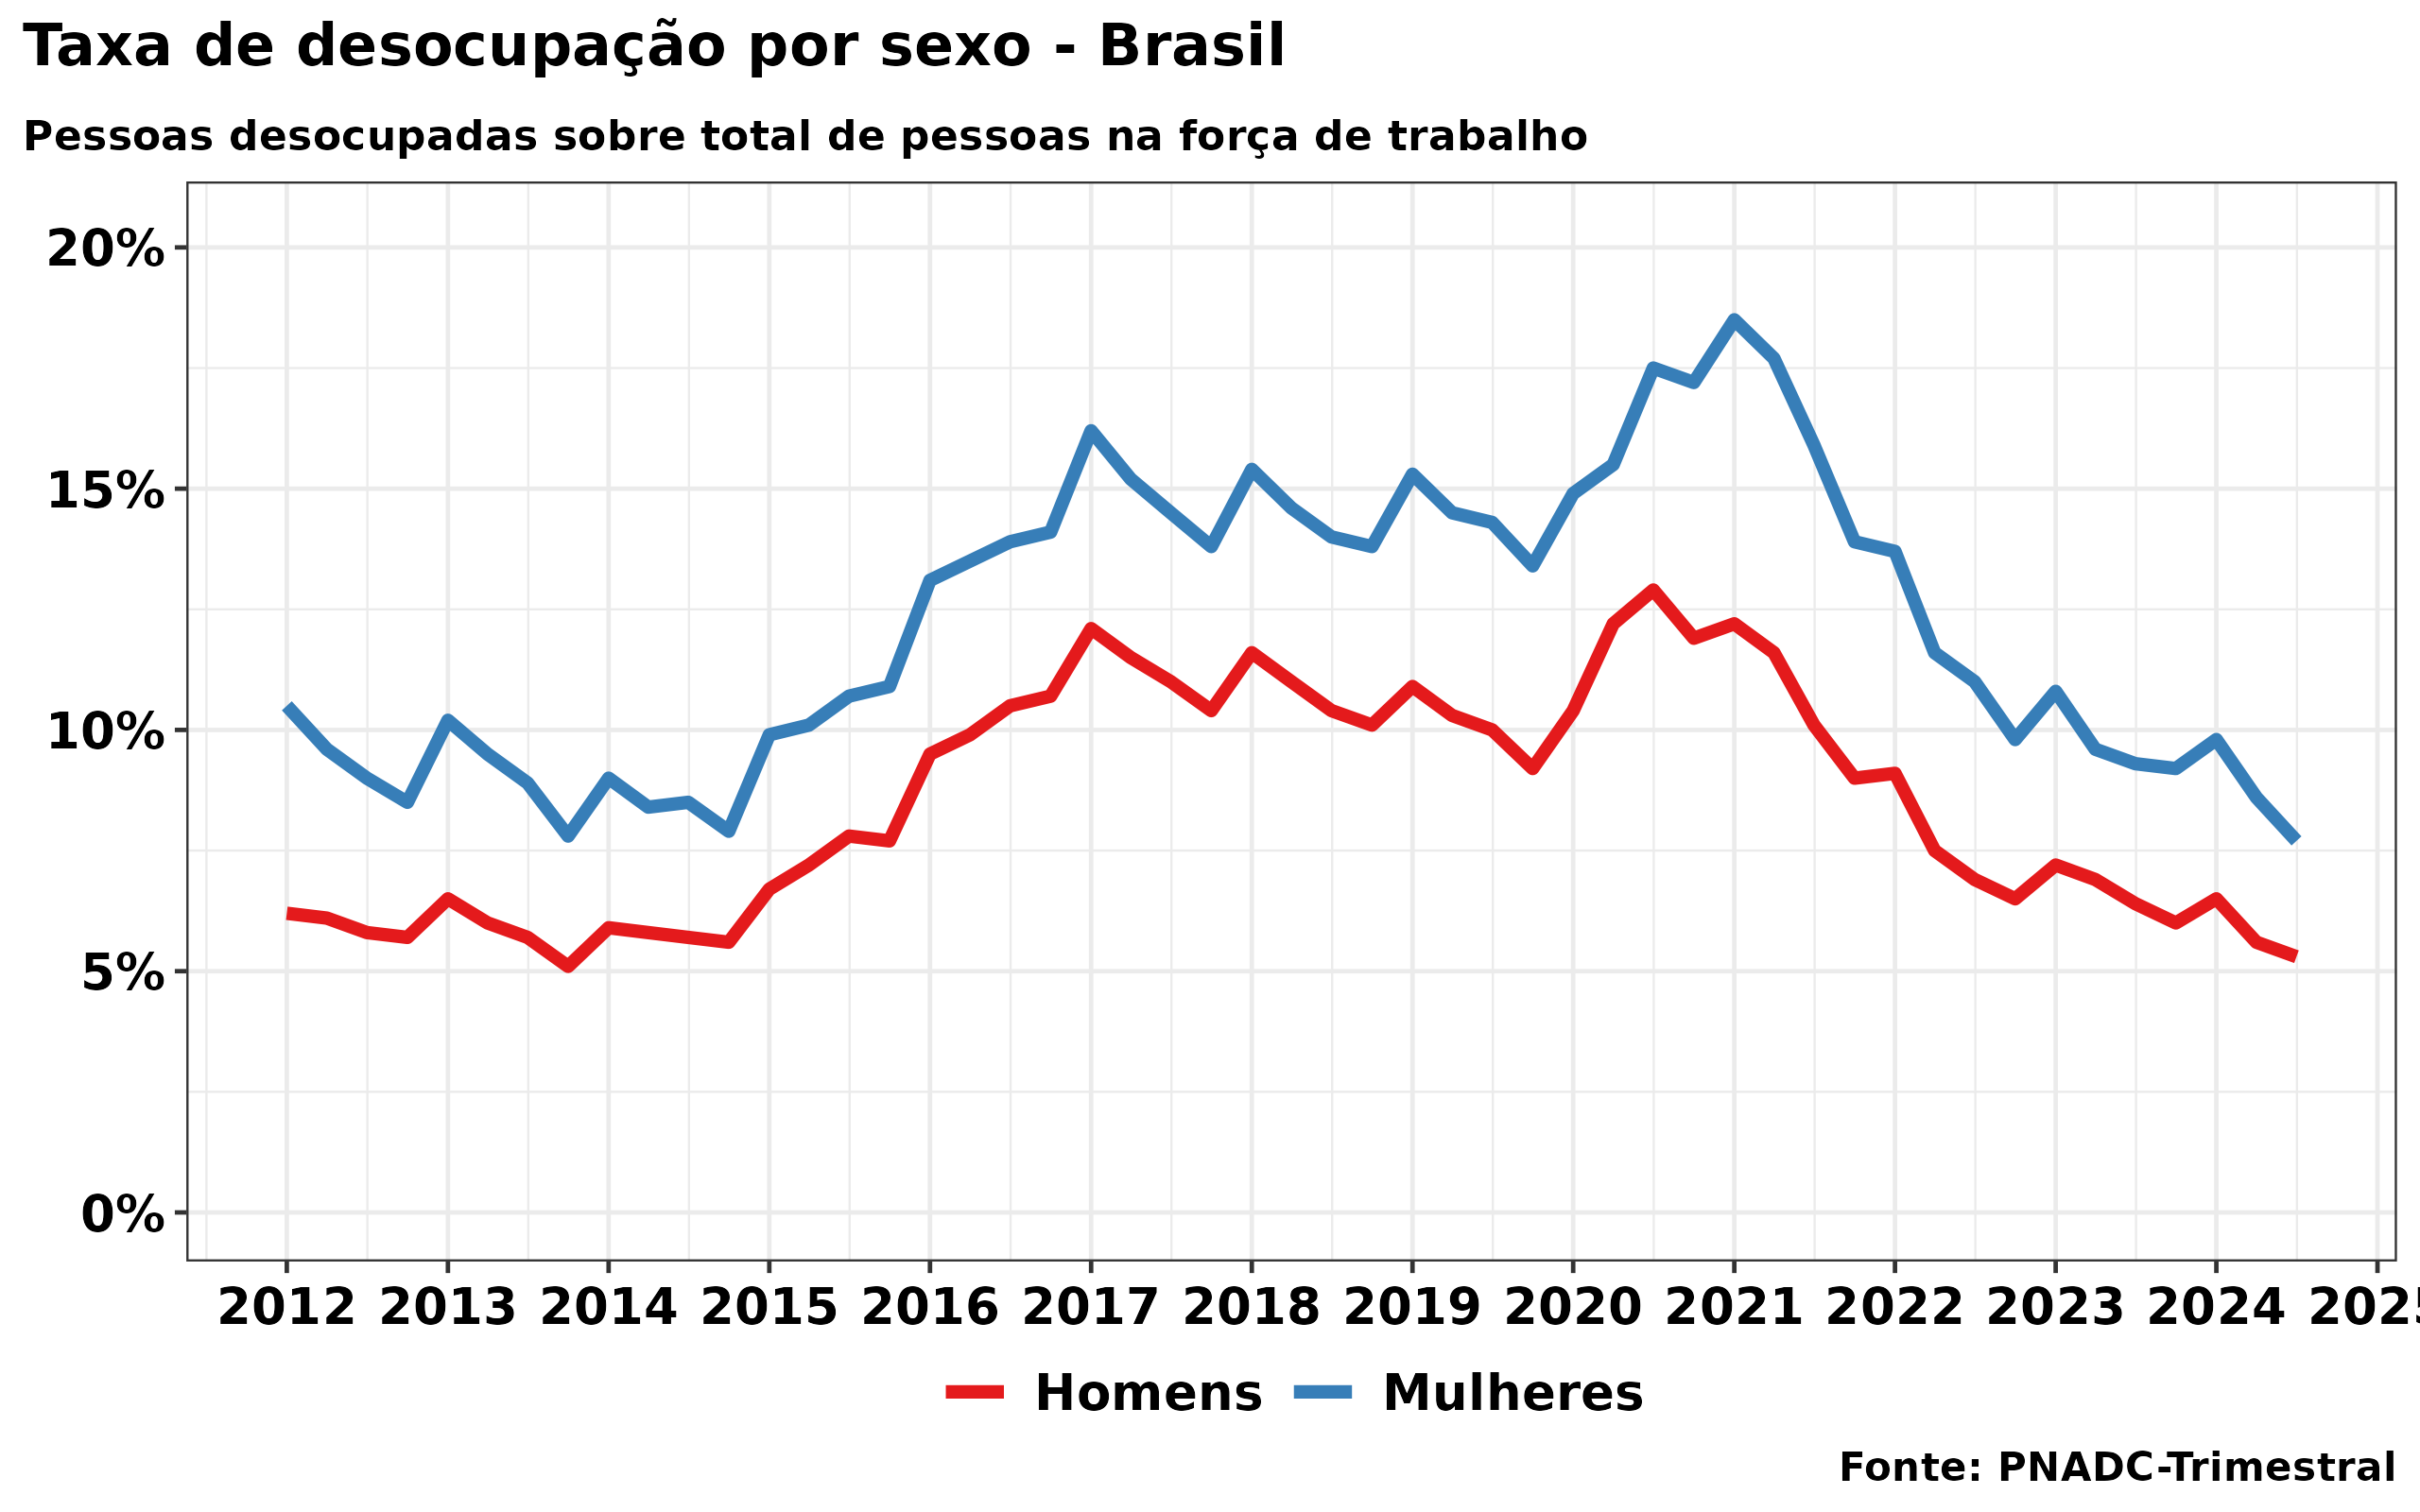 Taxa de desocupação por sexo - Brasil
Pessoas desocupadas sobre total de pessoas na força de trabalho
20%
15%
10%
5%
0%
2012 2013 2014 2015 2016 2017 2018 2019 2020 2021 2022 2023 2024 2025
Homens Mulheres
Fonte: PNADC-Trimestral